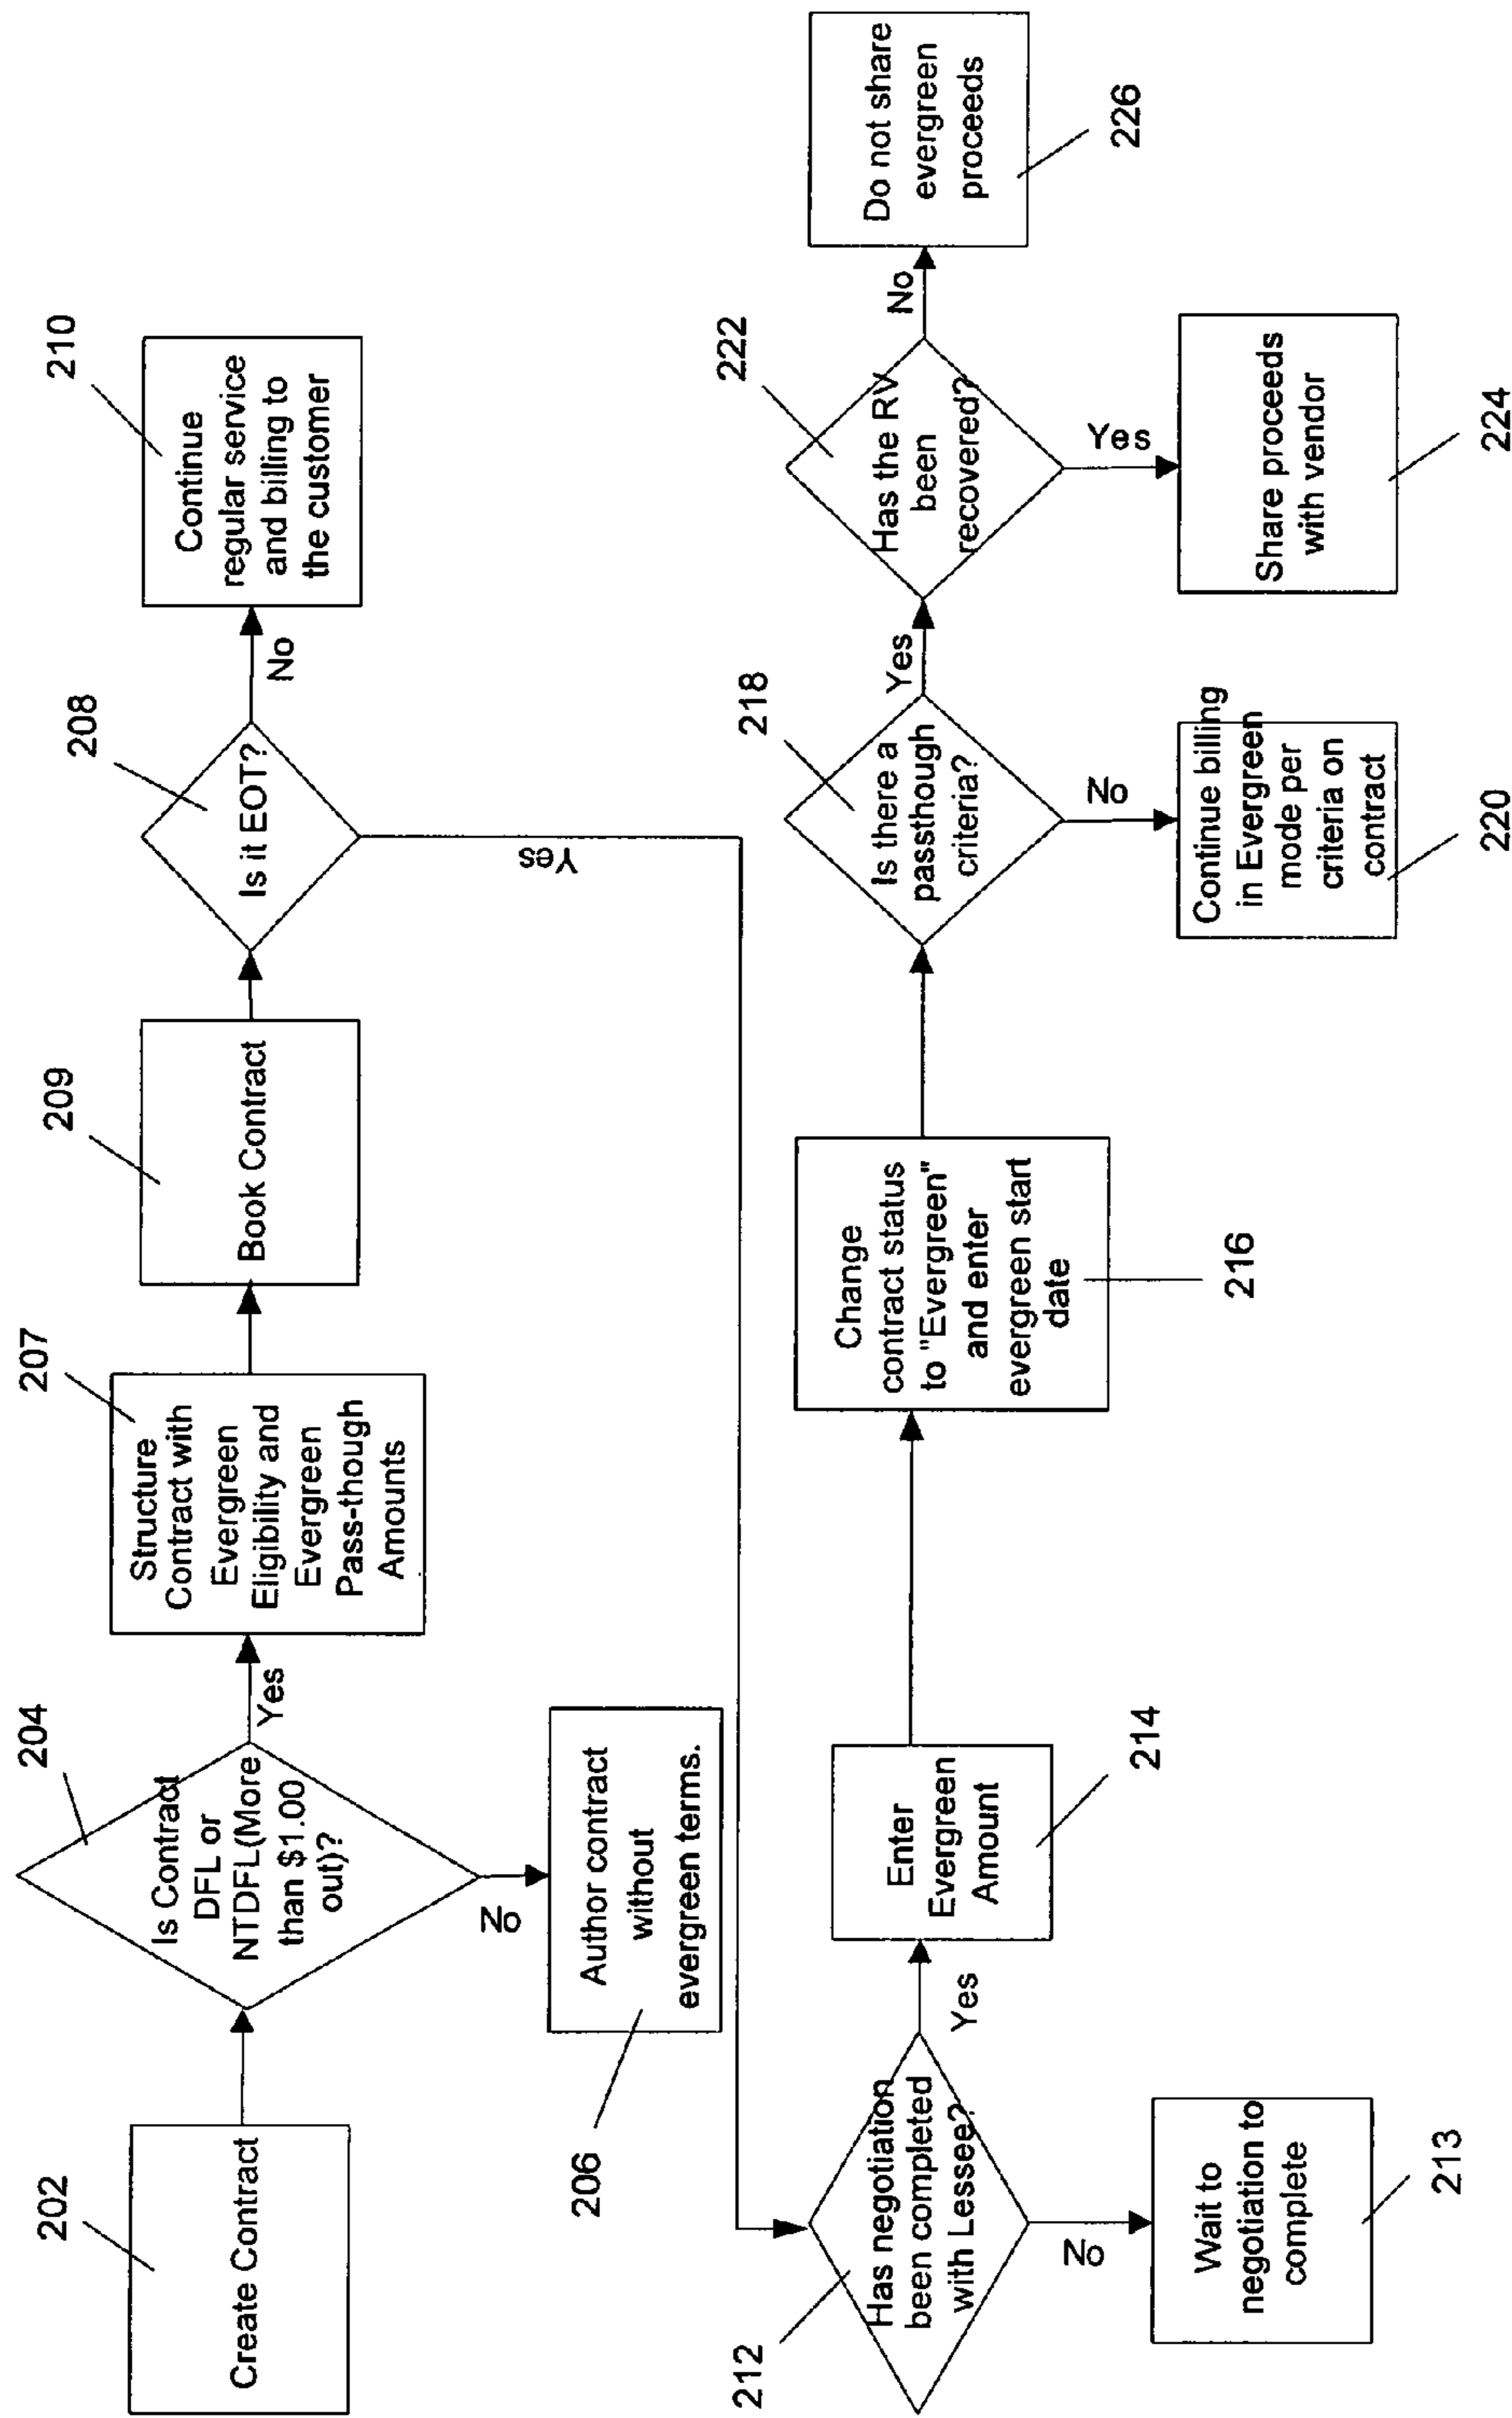 202
Create Contract
204
Is Contract
DFL or
NTDFL(More
than $1.00
out)?
Yes
No
206
Author contract
without
evergreen terms.
207
Structure
Contract with
Evergreen
Eligibility and
Evergreen
Pass-though
Amounts
209
Book Contract
208
Is it EOT?
No
Yes
210
Continue
regular service
and billing to
the customer
212
Has negotiation
been completed
with Lessee?
Yes
No
Wait to
negotiation to
complete
213
Enter
Evergreen
Amount
214
Change
contract status
to "Evergreen"
and enter
evergreen start
date
216
218
Is there a
passthough
criteria?
Yes
No
Continue billing
in Evergreen
mode per
criteria on
contract
220
222
Has the RV
been
recovered?
No
Yes
Share proceeds
with vendor
224
Do not share
evergreen
proceeds
226